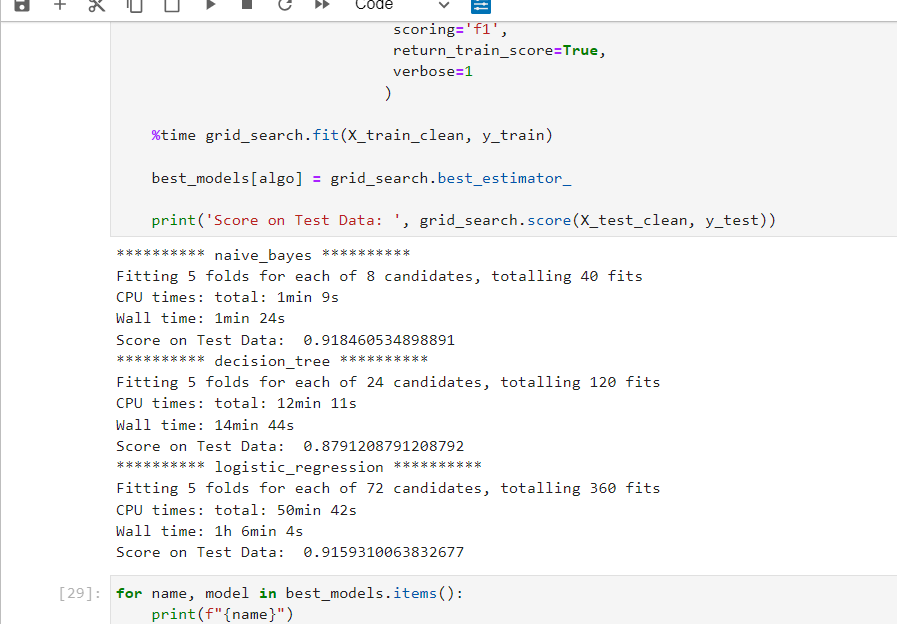 Code
scoring='f1',
return_train_score=True,
verbose=1
)
%time grid_search.fit(X_train_clean, y_train)
best_models[algo] = grid_search.best_estimator_
print('Score on Test Data: ', grid_search.score(X_test_clean, y_test))
********** naive_bayes **********
Fitting 5 folds for each of 8 candidates, totalling 40 fits
CPU times: total: 1min 9s
Wall time: 1min 24s
Score on Test Data:  0.918460534898891
********** decision_tree **********
Fitting 5 folds for each of 24 candidates, totalling 120 fits
CPU times: total: 12min 11s
Wall time: 14min 44s
Score on Test Data:  0.8791208791208792
********** logistic_regression **********
Fitting 5 folds for each of 72 candidates, totalling 360 fits
CPU times: total: 50min 42s
Wall time: 1h 6min 4s
Score on Test Data:  0.9159310063832677
[29]: for name, model in best_models.items():
print(f"{name}")